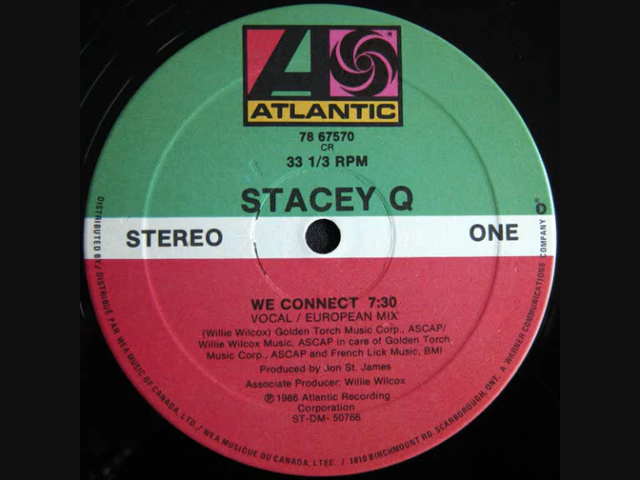 ATLANTIC
78 67570
CR
33 1/3 RPM
STACEY Q
STEREO
ONE
WE CONNECT 7:30
VOCAL / EUROPEAN MIX
(Willie Wilcox) Golden Torch Music Corp., ASCAP/
Willie Wilcox Music, ASCAP in care of Golden Torch
Music Corp., ASCAP and French Lick Music, BMI
Produced by Jon St. James
Associate Producer: Willie Wilcox
℗ 1986 Atlantic Recording
Corporation
ST-DM- 50766
DISTRIBUTED BY / DISTRIBUÉ PAR: WEA MUSIC OF CANADA, LTD. / WEA MUSIQUE DU CANADA, LTEE. / 1810 BIRCHMOUNT RD. SCARBOROUGH, ONT. A WARNER COMMUNICATIONS COMPANY